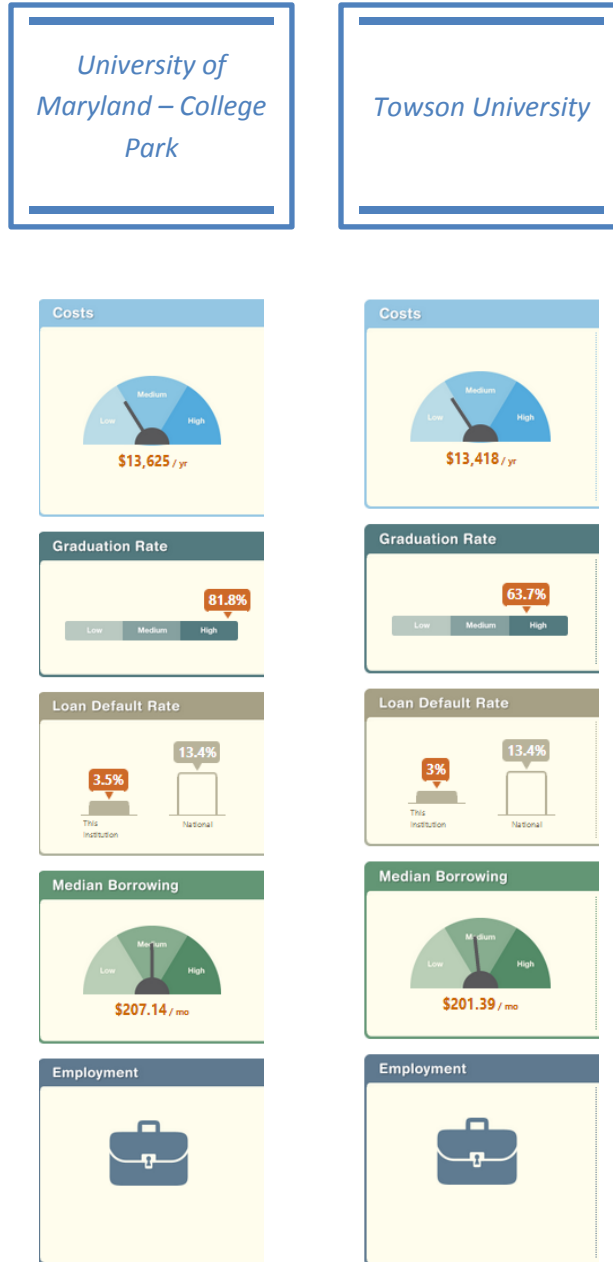 University of
Maryland – College
Park
Costs
Low
Medium
High
$13,625 / yr
Graduation Rate
81.8%
Low Medium High
Loan Default Rate
3.5%
13.4%
This
Institution
National
Median Borrowing
Low
Medium
High
$207.14 / mo
Employment
Towson University
Costs
Low
Medium
High
$13,418 / yr
Graduation Rate
63.7%
Low Medium High
Loan Default Rate
3%
13.4%
This
Institution
National
Median Borrowing
Low
Medium
High
$201.39 / mo
Employment